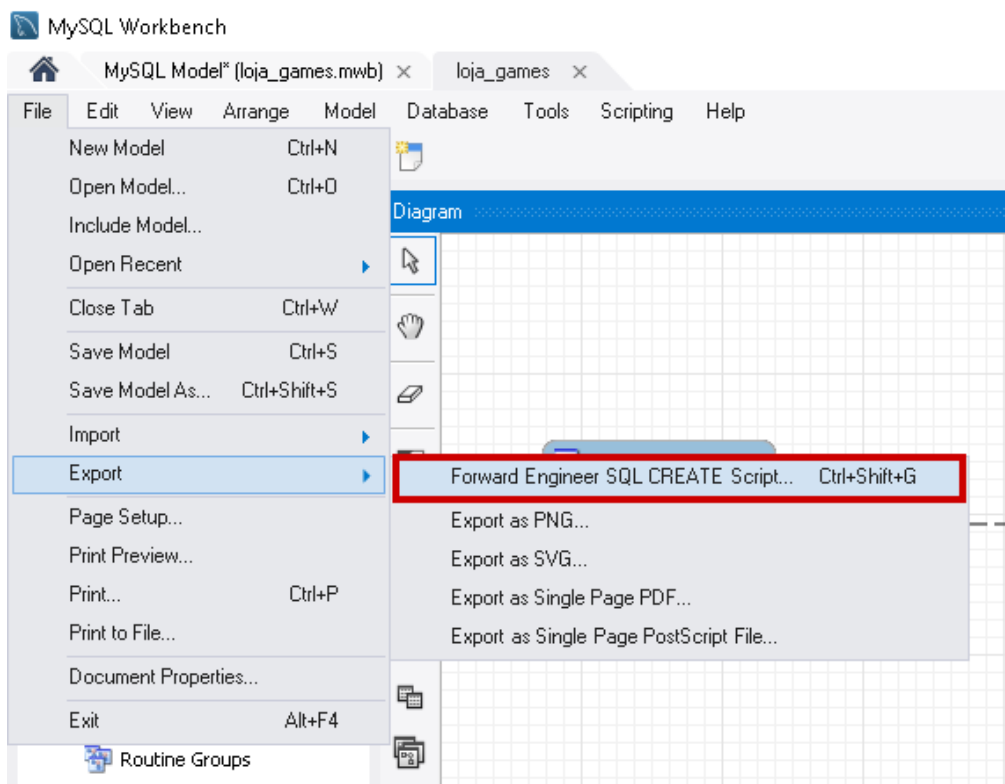 MySQL Workbench
MySQL Model* (loja_games.mwb) × loja_games ×
File Edit View Arrange Model Database Tools Scripting Help
New Model Ctrl+N
Open Model... Ctrl+O
Include Model...
Open Recent
Close Tab Ctrl+W
Save Model Ctrl+S
Save Model As... Ctrl+Shift+S
Import
Export
Page Setup...
Print Preview...
Print... Ctrl+P
Print to File...
Document Properties...
Exit Alt+F4
Diagram
Forward Engineer SQL CREATE Script... Ctrl+Shift+G
Export as PNG...
Export as SVG...
Export as Single Page PDF...
Export as Single Page PostScript File...
Routine Groups